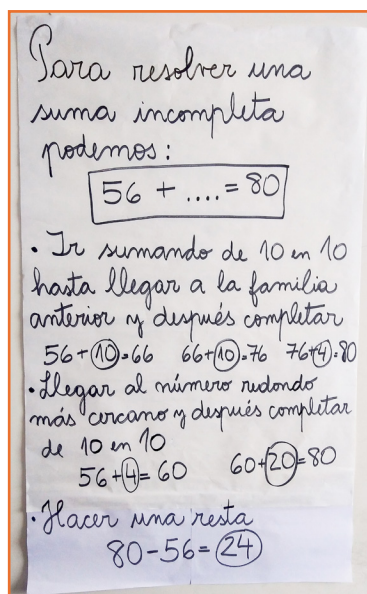 Para resolver una
suma incompleta
podemos:
56 + .... = 80
• Ir sumando de 10 en 10
hasta llegar a la familia
anterior y después completar
56+10=66 66+10=76 76+4=80
• Llegar al número redondo
más cercano y después completar
de 10 en 10
56+4=60 60+20=80
• Hacer una resta
80-56=24